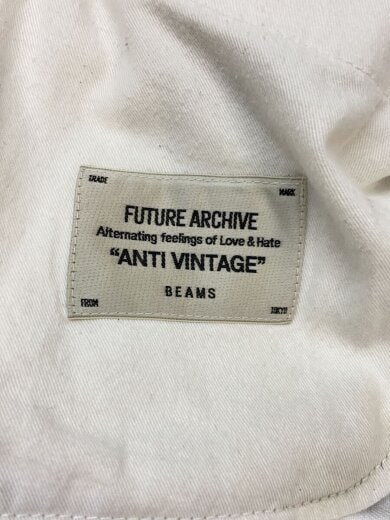 TRADE MARK
FUTURE ARCHIVE
Alternating feelings of Love & Hate
"ANTI VINTAGE"
BEAMS
FROM TOKYO